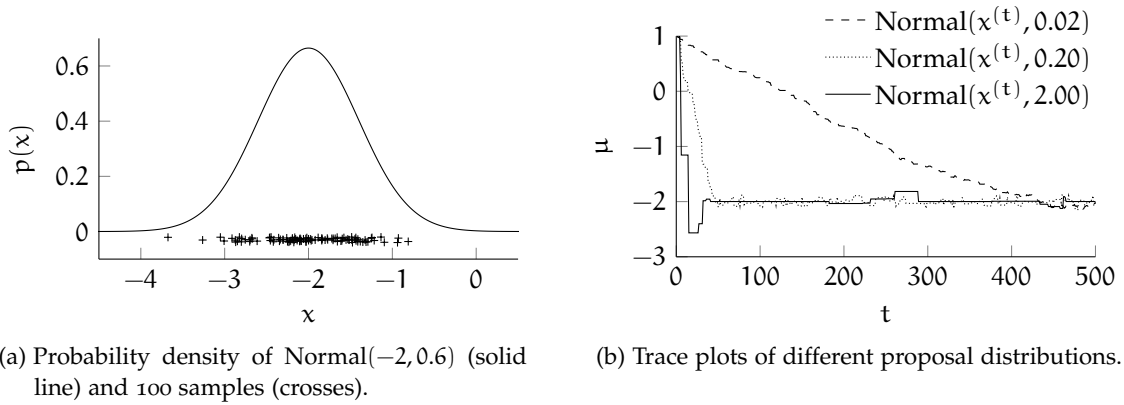 0.6
0.4
0.2
0
p(x)
−4 −3 −2 −1 0
x
(a) Probability density of Normal(−2, 0.6) (solid
line) and 100 samples (crosses).
Normal(x^(t), 0.02)
Normal(x^(t), 0.20)
Normal(x^(t), 2.00)
1
0
−1
−2
−3
μ
0 100 200 300 400 500
t
(b) Trace plots of different proposal distributions.